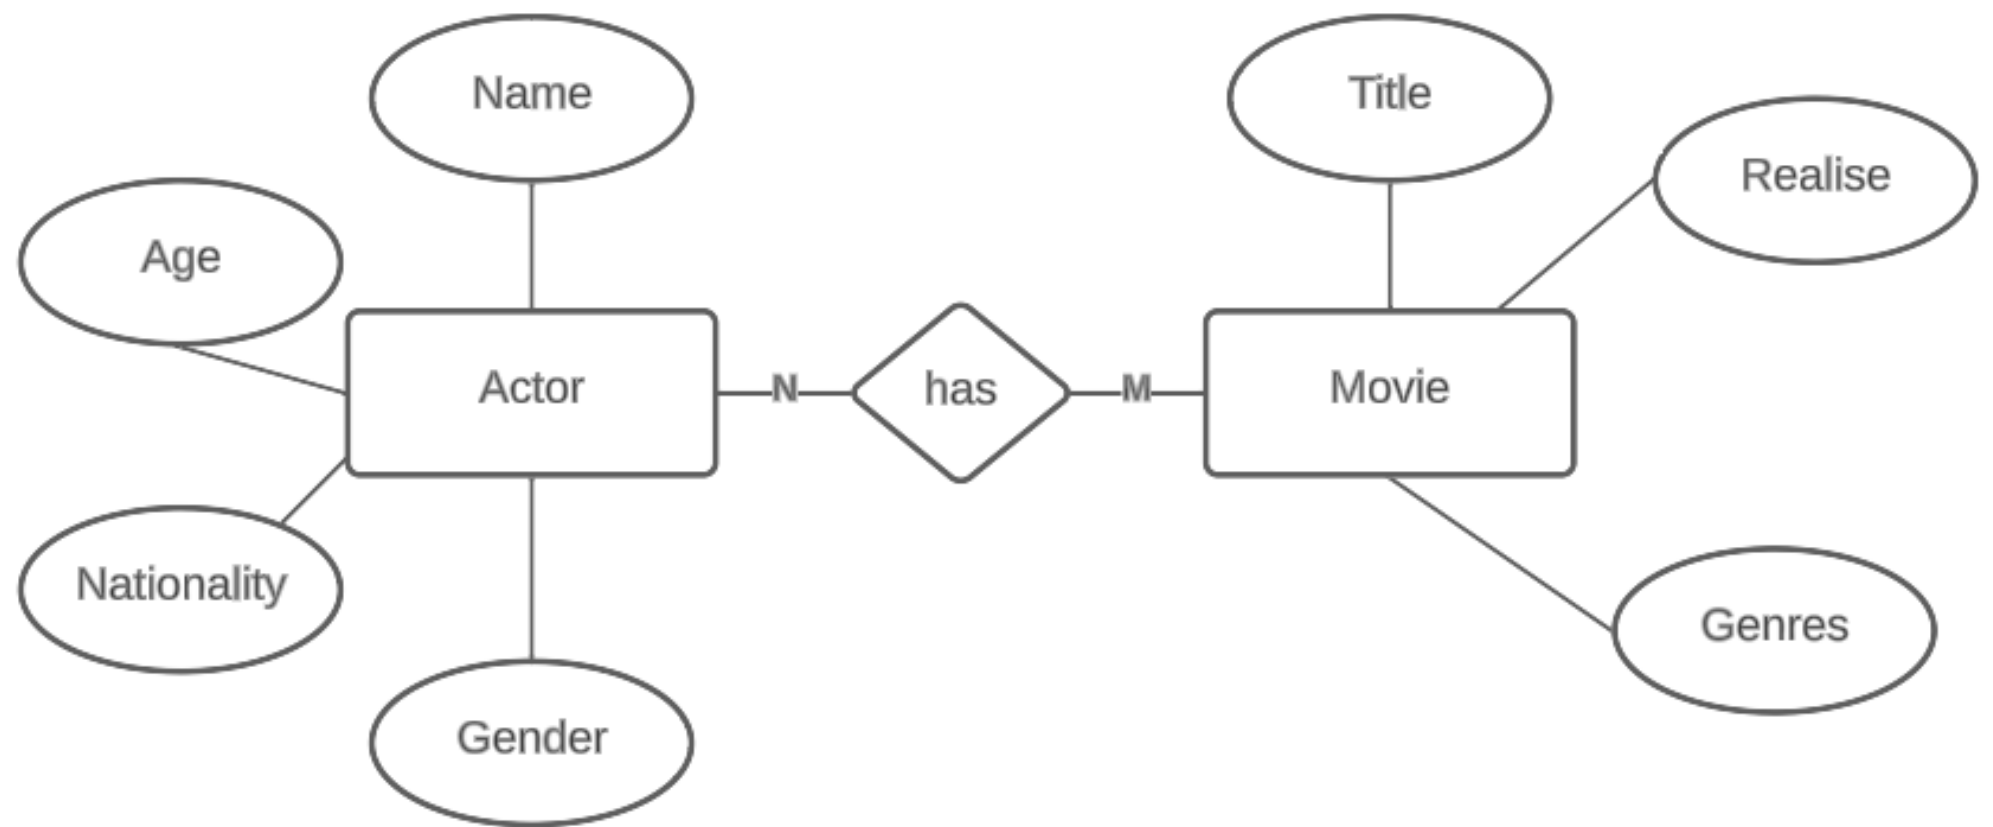 Name
Title
Realise
Age
Actor
N
has
M
Movie
Nationality
Genres
Gender